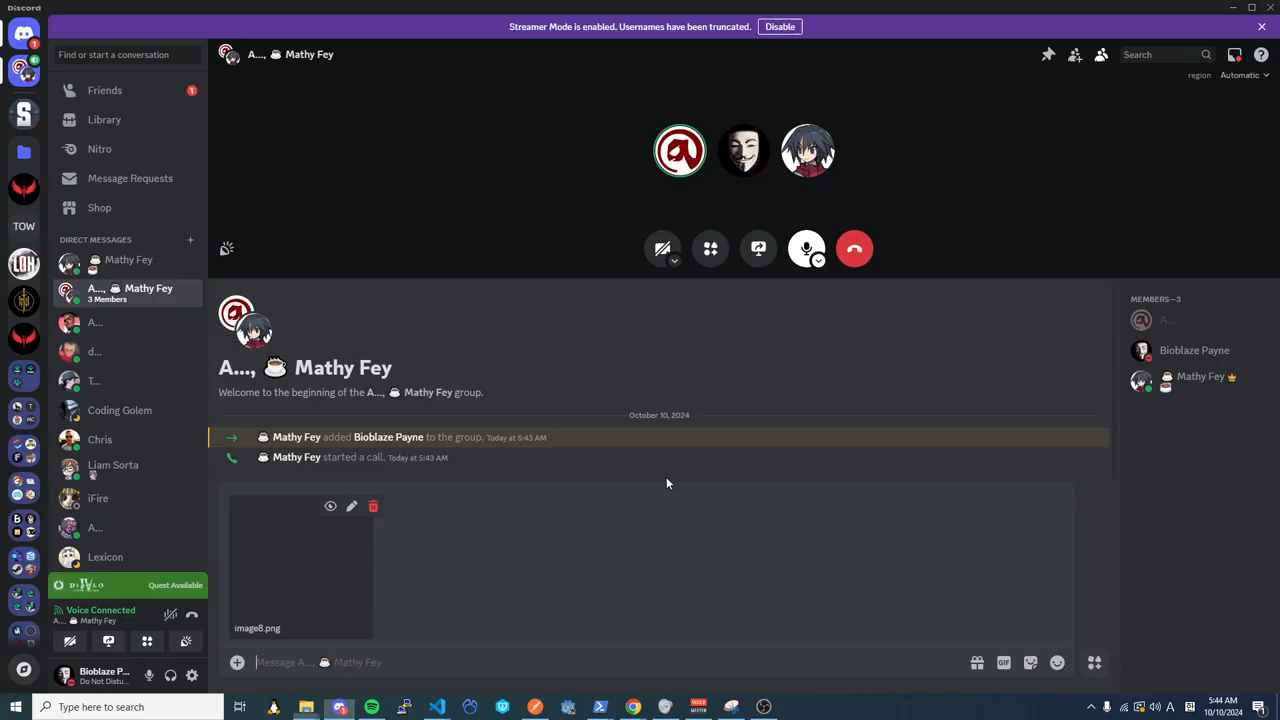 Discord
Streamer Mode is enabled. Usernames have been truncated.
Disable
Find or start a conversation
A..., ☕ Mathy Fey
Search
region
Automatic
Friends
1
Library
Nitro
Message Requests
Shop
DIRECT MESSAGES
☕ Mathy Fey
A..., ☕ Mathy Fey
3 Members
A...
d...
T...
Coding Golem
Chris
Liam Sorta
iFire
A...
Lexicon
TOW
LOH
DIABLO
IV
Quest Available
Voice Connected
A..., ☕ Mathy Fey
Bioblaze P...
Do Not Distu...
A..., ☕ Mathy Fey
Welcome to the beginning of the A..., ☕ Mathy Fey group.
October 10, 2024
☕ Mathy Fey added Bioblaze Payne to the group. Today at 5:43 AM
☕ Mathy Fey started a call. Today at 5:43 AM
image8.png
Message A..., ☕ Mathy Fey
GIF
MEMBERS—3
A...
Bioblaze Payne
☕ Mathy Fey
Type here to search
5:44 AM
10/10/2024